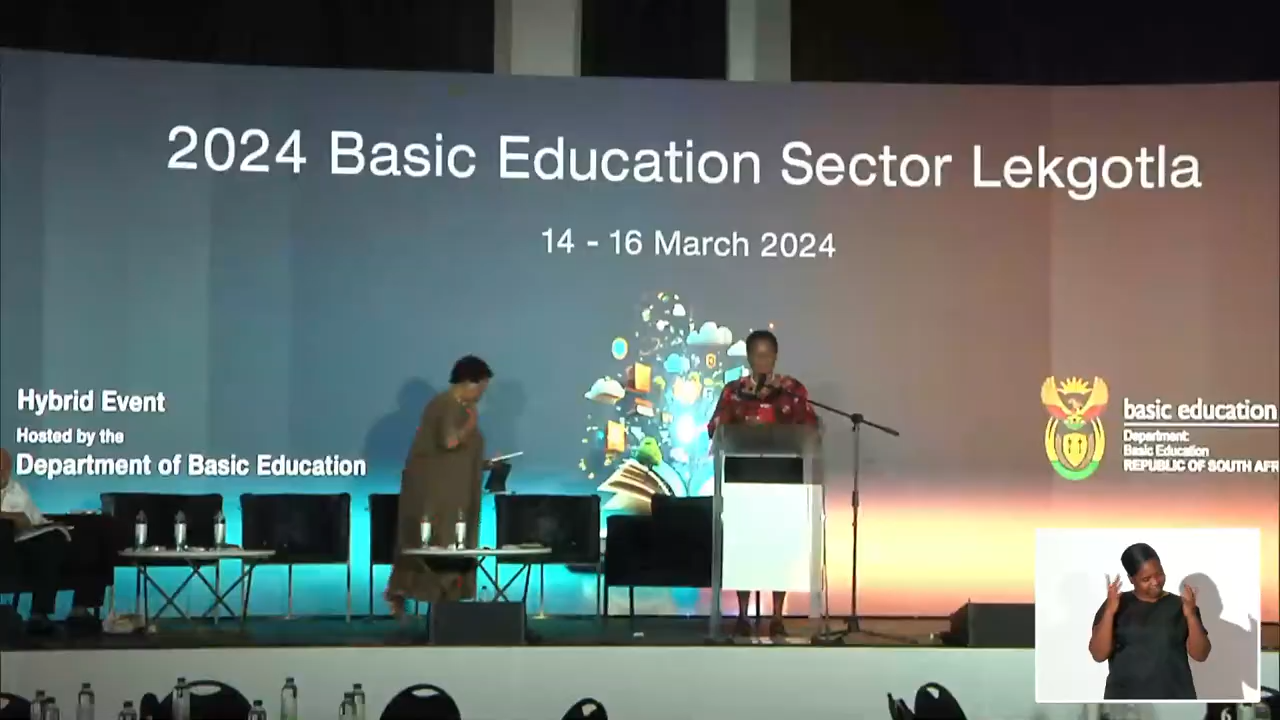 2024 Basic Education Sector Lekgotla
14 - 16 March 2024
Hybrid Event
Hosted by the
Department of Basic Education
basic education
Department:
Basic Education
REPUBLIC OF SOUTH AFR